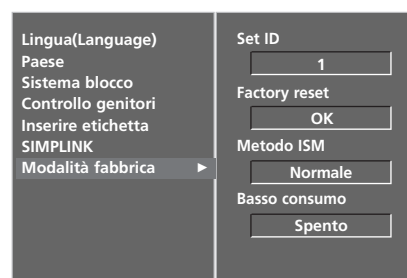 Lingua(Language)
Paese
Sistema blocco
Controllo genitori
Inserire etichetta
SIMPLINK
Modalità fabbrica ►
Set ID
1
Factory reset
OK
Metodo ISM
Normale
Basso consumo
Spento